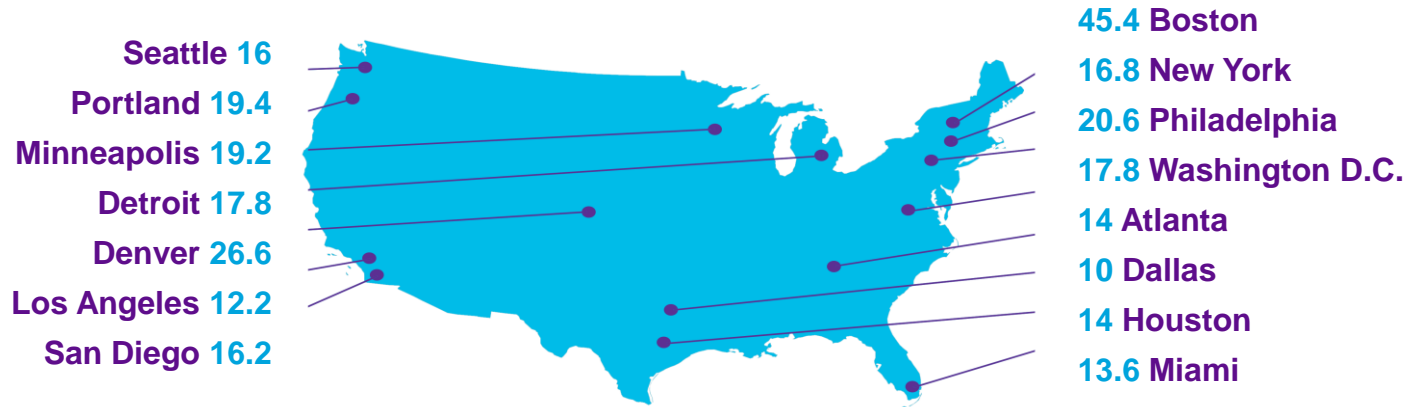 Seattle 16
Portland 19.4
Minneapolis 19.2
Detroit 17.8
Denver 26.6
Los Angeles 12.2
San Diego 16.2
45.4 Boston
16.8 New York
20.6 Philadelphia
17.8 Washington D.C.
14 Atlanta
10 Dallas
14 Houston
13.6 Miami